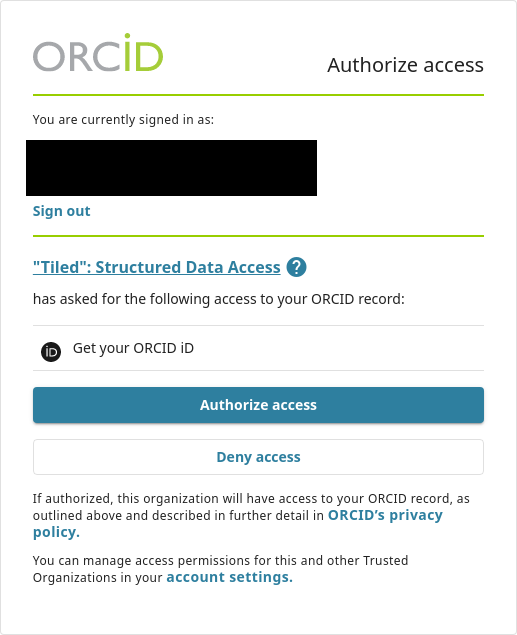 ORCiD
Authorize access
You are currently signed in as:
Sign out
"Tiled": Structured Data Access ?
has asked for the following access to your ORCID record:
iD Get your ORCID iD
Authorize access
Deny access
If authorized, this organization will have access to your ORCID record, as
outlined above and described in further detail in ORCID’s privacy
policy.
You can manage access permissions for this and other Trusted
Organizations in your account settings.